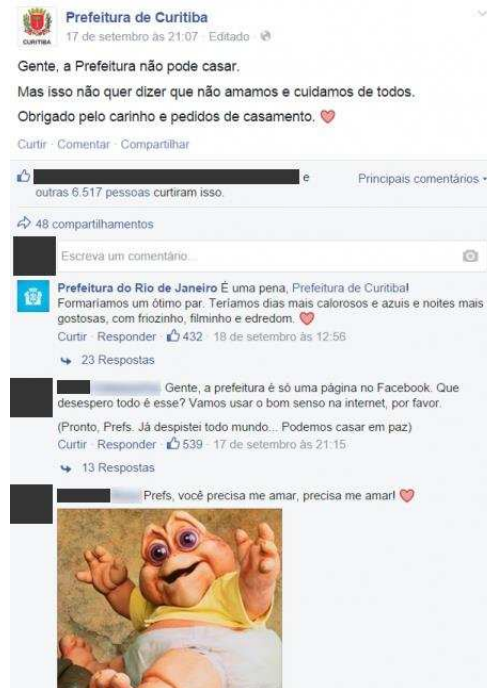 CURITIBA
Prefeitura de Curitiba
17 de setembro às 21:07 · Editado ·
Gente, a Prefeitura não pode casar.
Mas isso não quer dizer que não amamos e cuidamos de todos.
Obrigado pelo carinho e pedidos de casamento.
Curtir · Comentar · Compartilhar
e
Principais comentários
outras 6.517 pessoas curtiram isso.
48 compartilhamentos
Escreva um comentário...
Prefeitura do Rio de Janeiro É uma pena, Prefeitura de Curitiba!
Formaríamos um ótimo par. Teríamos dias mais calorosos e azuis e noites mais
gostosas, com friozinho, filminho e edredom.
Curtir · Responder · 432 · 18 de setembro às 12:56
23 Respostas
Gente, a prefeitura é só uma página no Facebook. Que
desespero todo é esse? Vamos usar o bom senso na internet, por favor.
(Pronto, Prefs. Já despistei todo mundo... Podemos casar em paz)
Curtir · Responder · 539 · 17 de setembro às 21:15
13 Respostas
Prefs, você precisa me amar, precisa me amar!